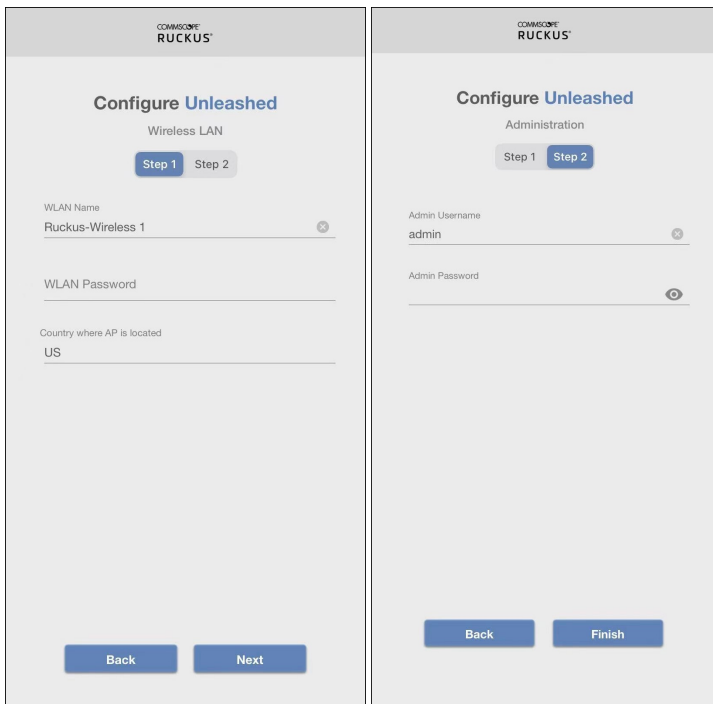 COMMSCOPE®
RUCKUS®
Configure Unleashed
Wireless LAN
Step 1 Step 2
WLAN Name
Ruckus-Wireless 1
WLAN Password
Country where AP is located
US
Back Next
COMMSCOPE®
RUCKUS®
Configure Unleashed
Administration
Step 1 Step 2
Admin Username
admin
Admin Password
Back Finish